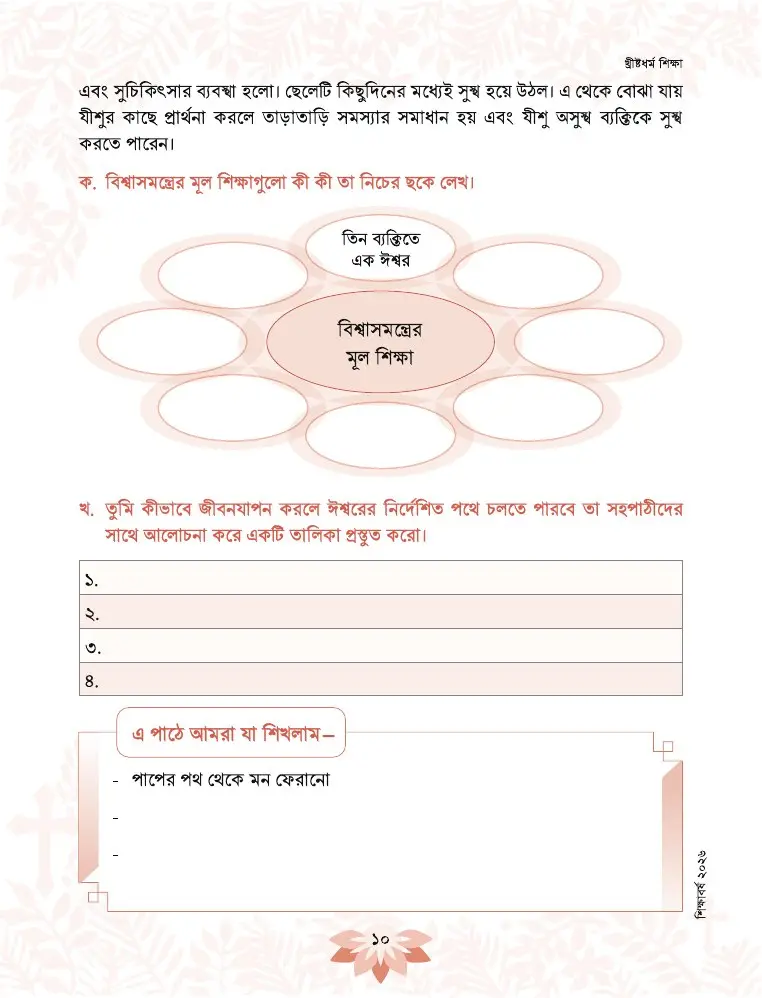 খ্রীষ্টধর্ম শিক্ষা
এবং সুচিকিৎসার ব্যবস্থা হলো। ছেলেটি কিছুদিনের মধ্যেই সুস্থ হয়ে উঠল। এ থেকে বোঝা যায়
যীশুর কাছে প্রার্থনা করলে তাড়াতাড়ি সমস্যার সমাধান হয় এবং যীশু অসুস্থ ব্যক্তিকে সুস্থ
করতে পারেন।
ক. বিশ্বাসমন্ত্রের মূল শিক্ষাগুলো কী কী তা নিচের ছকে লেখ।
তিন ব্যক্তিতে
এক ঈশ্বর
বিশ্বাসমন্ত্রের
মূল শিক্ষা
খ. তুমি কীভাবে জীবনযাপন করলে ঈশ্বরের নির্দেশিত পথে চলতে পারবে তা সহপাঠীদের
সাথে আলোচনা করে একটি তালিকা প্রস্তুত করো।
১.
২.
৩.
৪.
এ পাঠে আমরা যা শিখলাম–
- পাপের পথ থেকে মন ফেরানো
-
-
শিক্ষাবর্ষ ২০২৬
১০